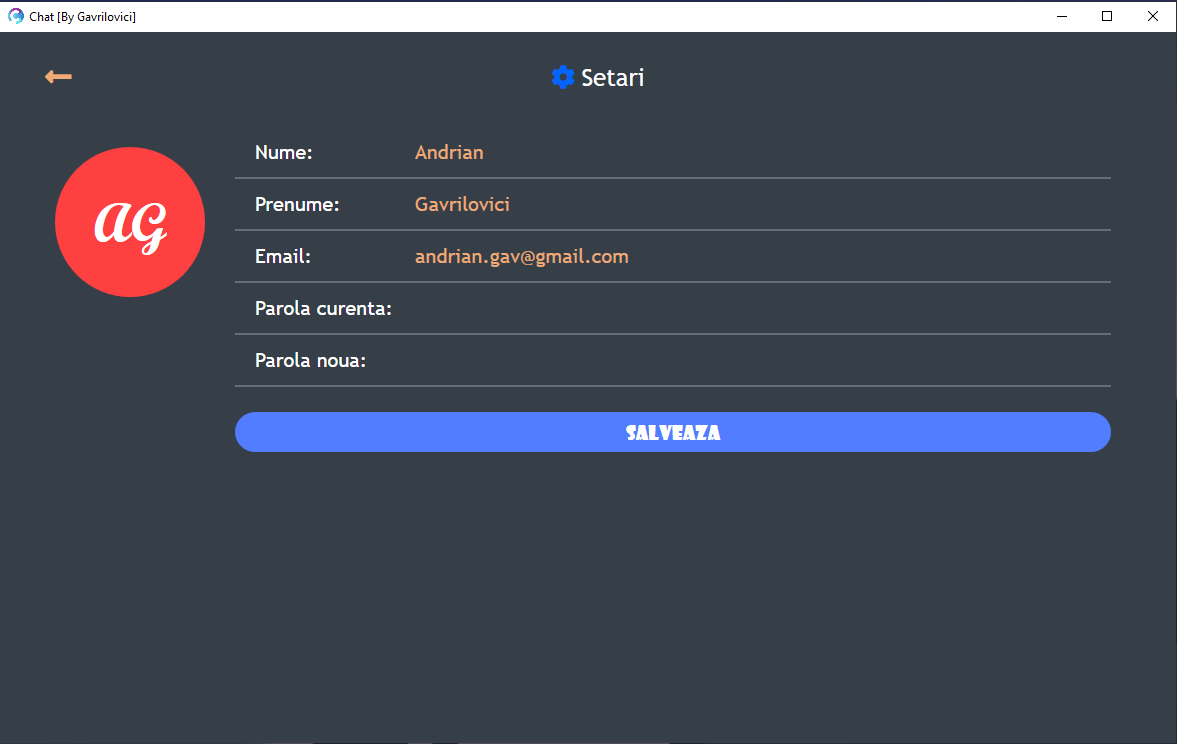 Chat [By Gavrilovici]
Setari
AG
Nume: Andrian
Prenume: Gavrilovici
Email: andrian.gav@gmail.com
Parola curenta:
Parola noua:
SALVEAZA